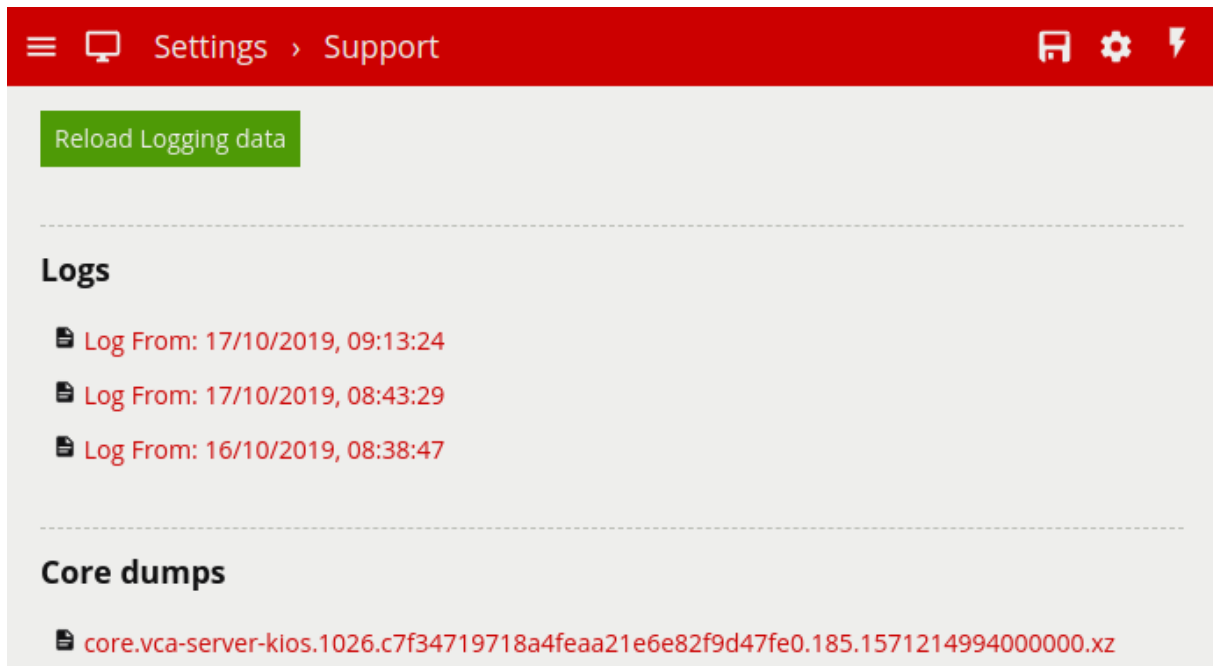 Settings › Support
Reload Logging data
Logs
Log From: 17/10/2019, 09:13:24
Log From: 17/10/2019, 08:43:29
Log From: 16/10/2019, 08:38:47
Core dumps
core.vca-server-kios.1026.c7f34719718a4feaa21e6e82f9d47fe0.185.1571214994000000.xz